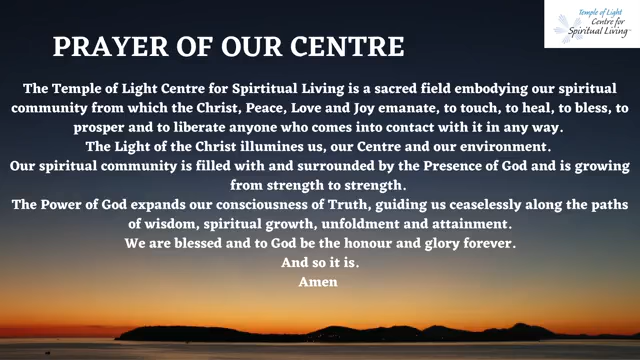 Temple of Light
Centre for
Spiritual Living
PRAYER OF OUR CENTRE
The Temple of Light Centre for Spirtitual Living is a sacred field embodying our spiritual
community from which the Christ, Peace, Love and Joy emanate, to touch, to heal, to bless, to
prosper and to liberate anyone who comes into contact with it in any way.
The Light of the Christ illumines us, our Centre and our environment.
Our spiritual community is filled with and surrounded by the Presence of God and is growing
from strength to strength.
The Power of God expands our consciousness of Truth, guiding us ceaselessly along the paths
of wisdom, spiritual growth, unfoldment and attainment.
We are blessed and to God be the honour and glory forever.
And so it is.
Amen